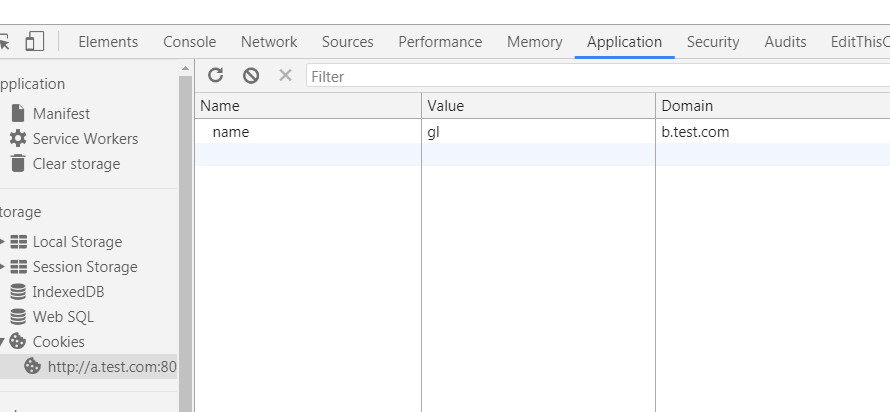 Elements Console Network Sources Performance Memory Application Security Audits EditThisC
pplication
Filter
Manifest
Service Workers
Clear storage
Name Value Domain
name gl b.test.com
torage
Local Storage
Session Storage
IndexedDB
Web SQL
Cookies
http://a.test.com:80